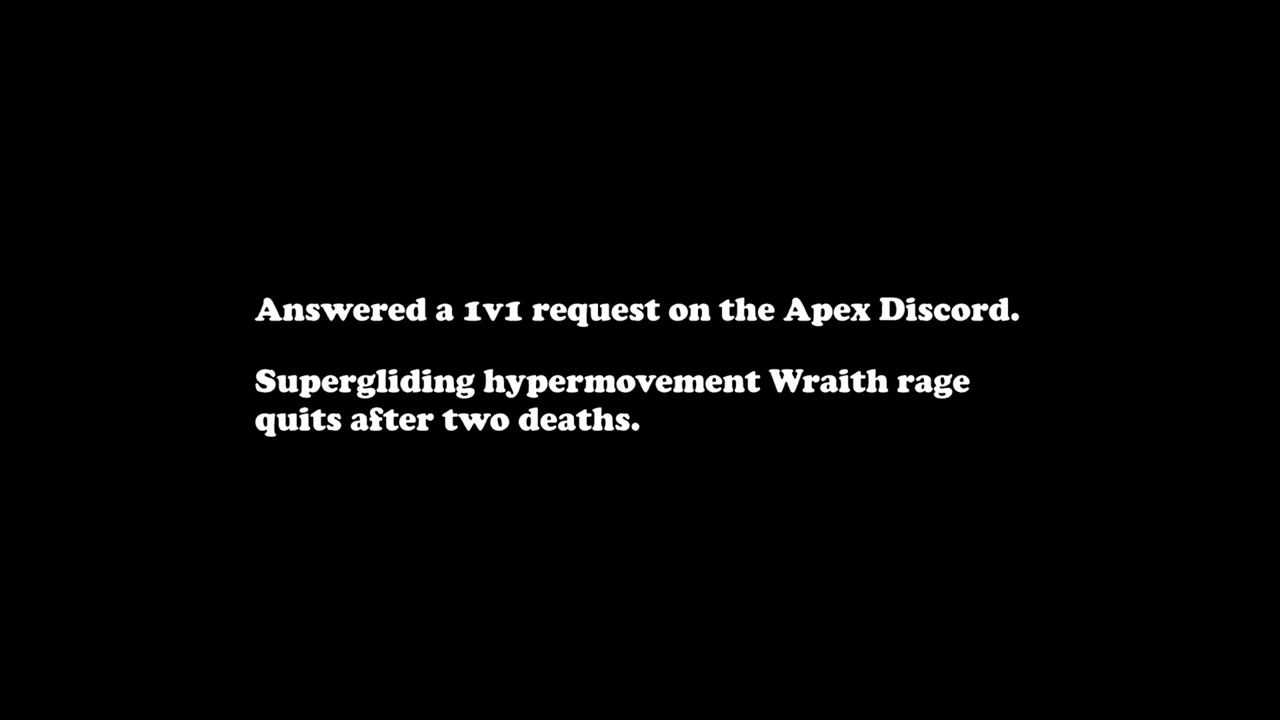 Answered a 1v1 request on the Apex Discord.
Supergliding hypermovement Wraith rage
quits after two deaths.